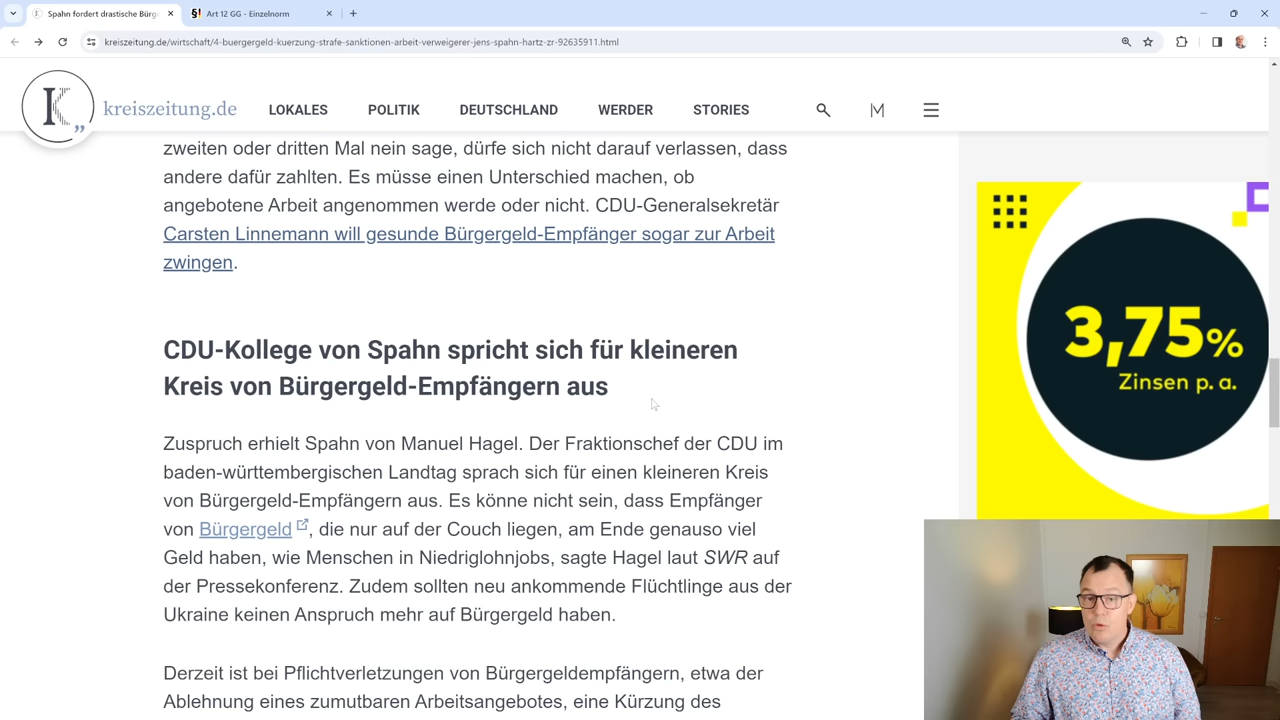 Spahn fordert drastische Bürg
Art 12 GG - Einzelnorm
kreiszeitung.de/wirtschaft/4-buergergeld-kuerzung-strafe-sanktionen-arbeit-verweigerer-jens-spahn-hartz-zr-92635911.html
K„
kreiszeitung.de
LOKALES
POLITIK
DEUTSCHLAND
WERDER
STORIES
zweiten oder dritten Mal nein sage, dürfe sich nicht darauf verlassen, dass
andere dafür zahlten. Es müsse einen Unterschied machen, ob
angebotene Arbeit angenommen werde oder nicht. CDU-Generalsekretär
Carsten Linnemann will gesunde Bürgergeld-Empfänger sogar zur Arbeit
zwingen.
CDU-Kollege von Spahn spricht sich für kleineren
Kreis von Bürgergeld-Empfängern aus
Zuspruch erhielt Spahn von Manuel Hagel. Der Fraktionschef der CDU im
baden-württembergischen Landtag sprach sich für einen kleineren Kreis
von Bürgergeld-Empfängern aus. Es könne nicht sein, dass Empfänger
von Bürgergeld, die nur auf der Couch liegen, am Ende genauso viel
Geld haben, wie Menschen in Niedriglohnjobs, sagte Hagel laut SWR auf
der Pressekonferenz. Zudem sollten neu ankommende Flüchtlinge aus der
Ukraine keinen Anspruch mehr auf Bürgergeld haben.
Derzeit ist bei Pflichtverletzungen von Bürgergeldempfängern, etwa der
Ablehnung eines zumutbaren Arbeitsangebotes, eine Kürzung des
3,75%
Zinsen p. a.